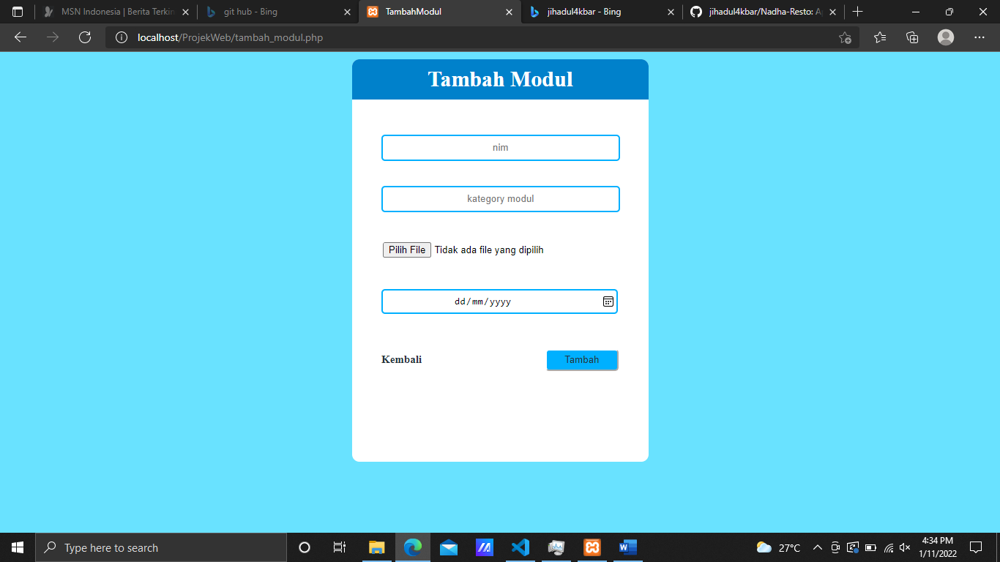 MSN Indonesia | Berita Terkin
git hub - Bing
TambahModul
jihadul4kbar - Bing
jihadul4kbar/Nadha-Resto: A
localhost/ProjekWeb/tambah_modul.php
Tambah Modul
nim
kategory modul
Pilih File Tidak ada file yang dipilih
dd/mm/yyyy
Kembali
Tambah
Type here to search
27°C
4:34 PM
1/11/2022